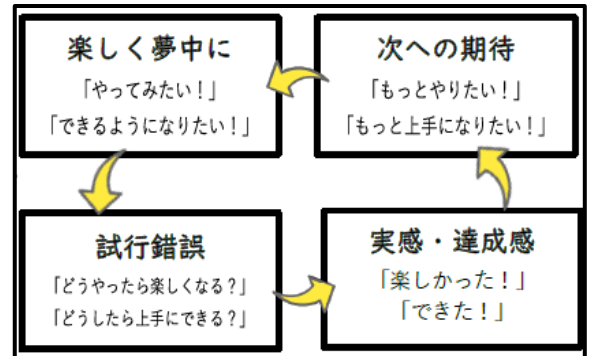 楽しく夢中に
「やってみたい！」
「できるようになりたい！」
次への期待
「もっとやりたい！」
「もっと上手になりたい！」
試行錯誤
「どうやったら楽しくなる？」
「どうしたら上手にできる？」
実感・達成感
「楽しかった！」
「できた！」